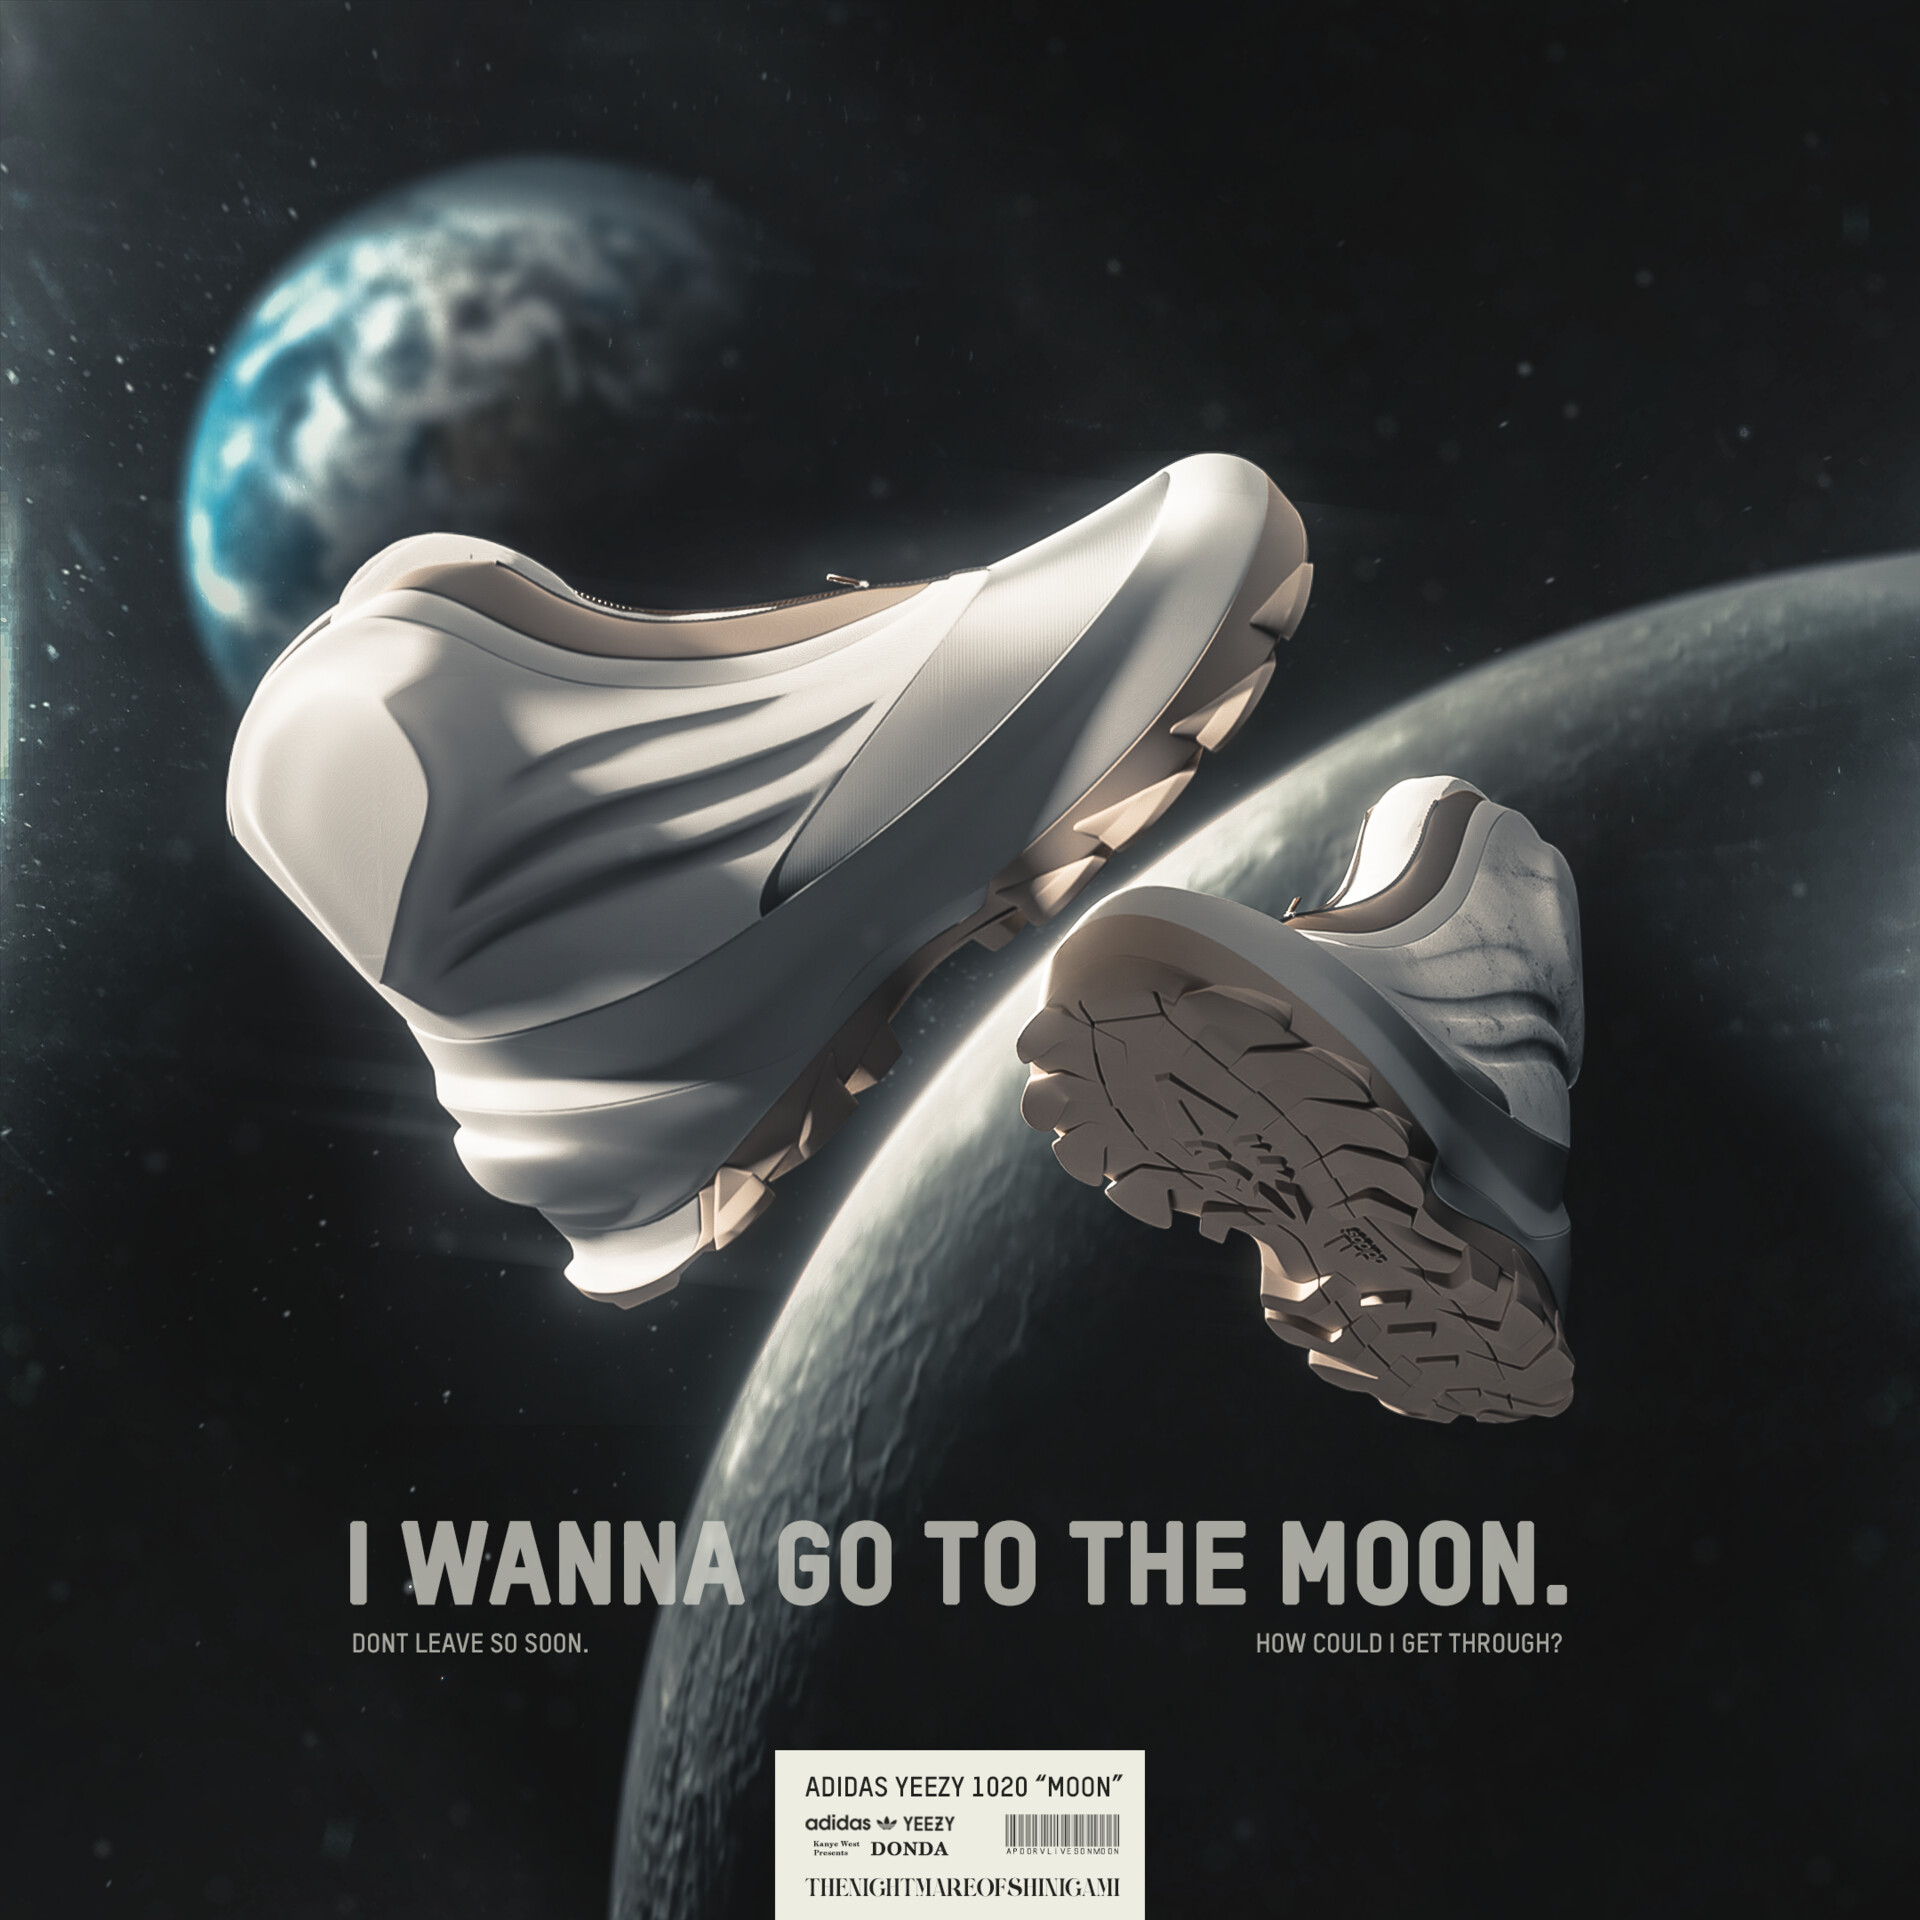 I WANNA GO TO THE MOON.
DONT LEAVE SO SOON.
HOW COULD I GET THROUGH?
ADIDAS YEEZY 1020 “MOON”
adidas YEEZY
Kanye West
Presents
DONDA
APOORVLIVESONMOON
THENIGHTMAREOFSHINIGAMI